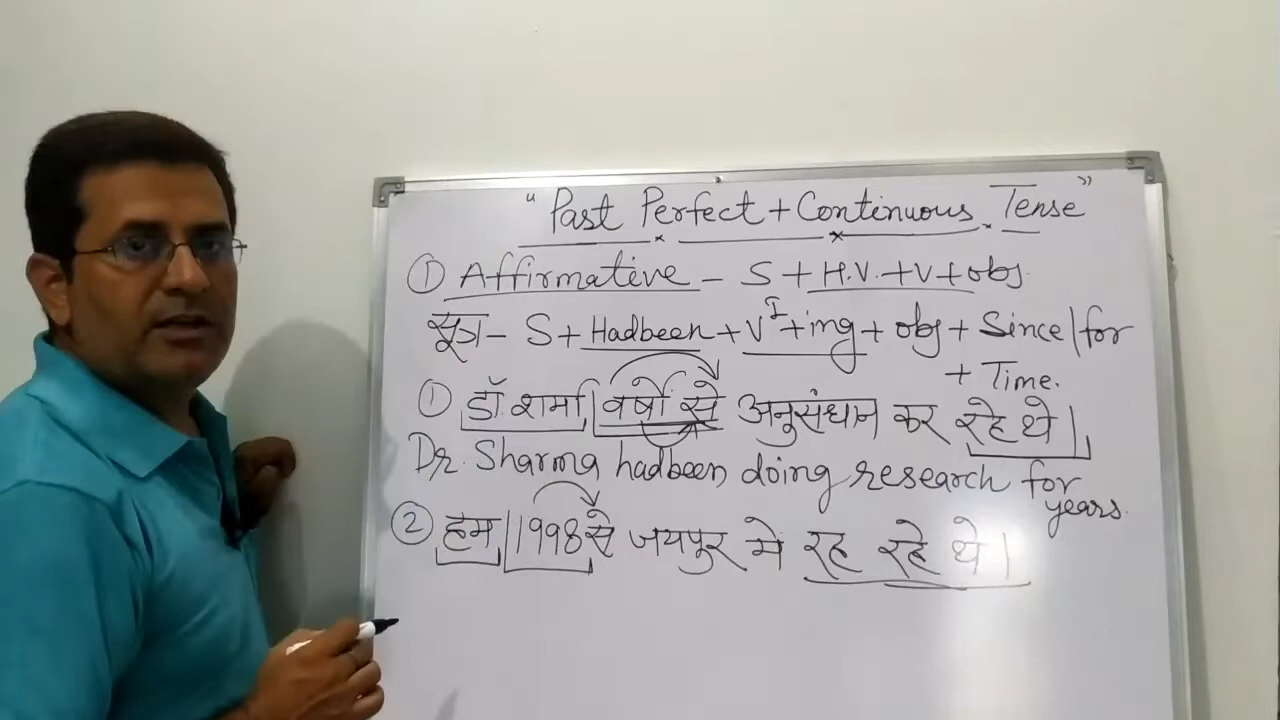 "Past Perfect + Continuous Tense"
① Affirmative - S + H.V. + V + obj
सूत्र - S + Hadbeen + V^I + ing + obj + Since/for
+ Time.
① डॉ शर्मा | वर्षों से अनुसंधान कर रहे थे।
Dr. Sharma hadbeen doing research for
years.
② हम | 1998 से जयपुर मे रह रहे थे।